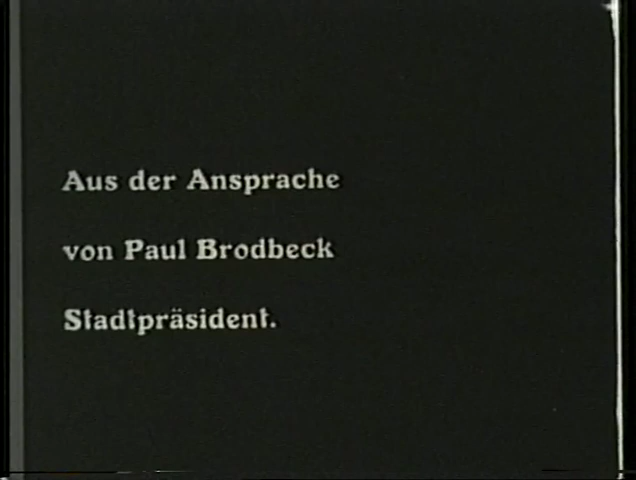 Aus der Ansprache
von Paul Brodbeck
Stadtpräsident.